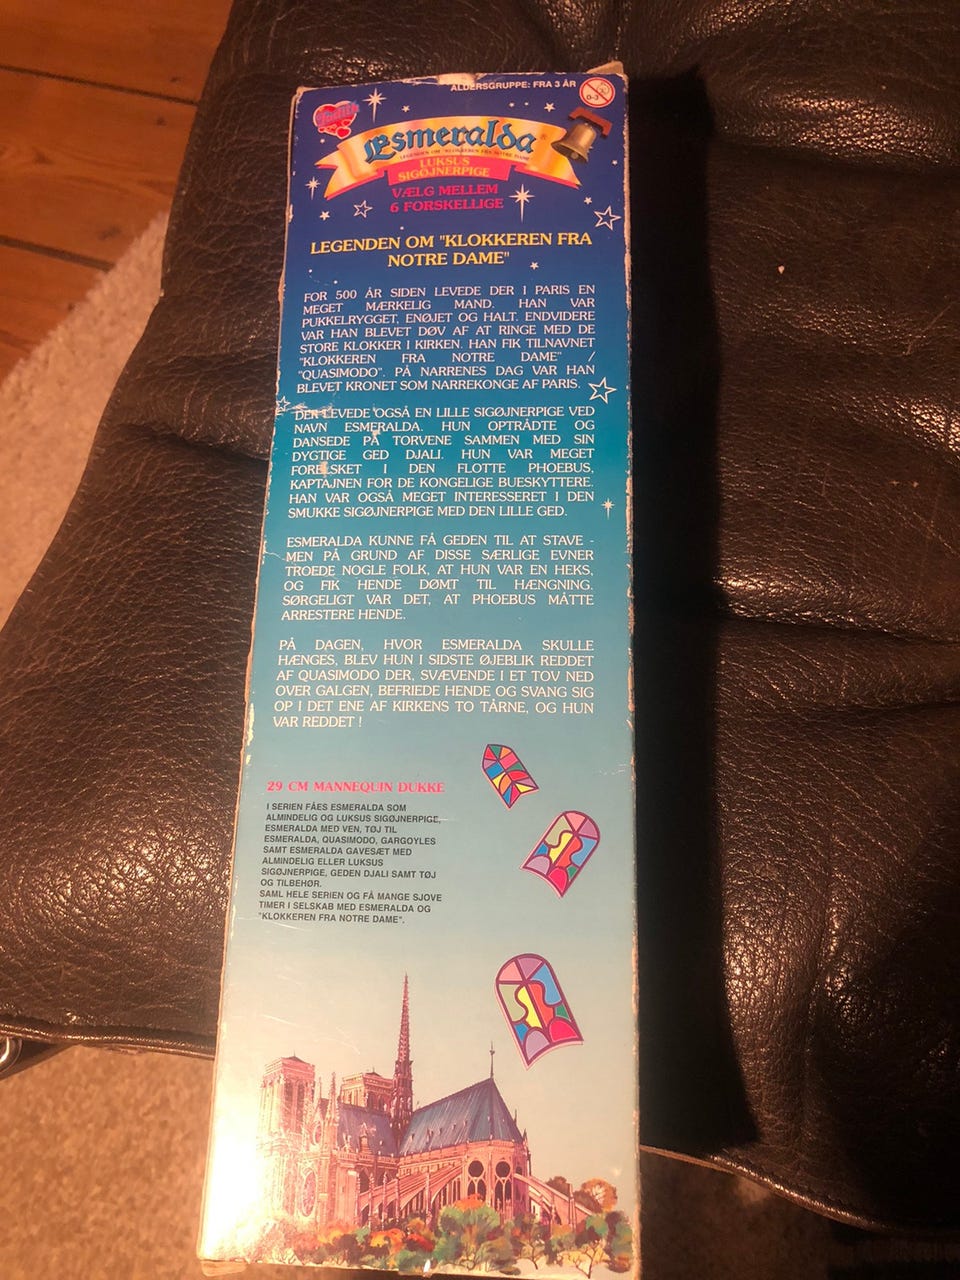 ALDERSGRUPPE: FRA 3 ÅR
0-3
Esmeralda
LEGENDEN OM "KLOKKEREN FRA NOTRE DAME"
LUKSUS
SIGØJNERPIGE
VÆLG MELLEM
6 FORSKELLIGE
LEGENDEN OM "KLOKKEREN FRA
NOTRE DAME"
FOR 500 ÅR SIDEN LEVEDE DER I PARIS EN
MEGET MÆRKELIG MAND. HAN VAR
PUKKELRYGGET, ENØJET OG HALT. ENDVIDERE
VAR HAN BLEVET DØV AF AT RINGE MED DE
STORE KLOKKER I KIRKEN. HAN FIK TILNAVNET
"KLOKKEREN FRA NOTRE DAME" /
"QUASIMODO". PÅ NARRENES DAG VAR HAN
BLEVET KRONET SOM NARREKONGE AF PARIS.
DER LEVEDE OGSÅ EN LILLE SIGØJNERPIGE VED
NAVN ESMERALDA. HUN OPTRÅDTE OG
DANSEDE PÅ TORVENE SAMMEN MED SIN
DYGTIGE GED DJALI. HUN VAR MEGET
FORELSKET I DEN FLOTTE PHOEBUS,
KAPTAJNEN FOR DE KONGELIGE BUESKYTTERE.
HAN VAR OGSÅ MEGET INTERESSERET I DEN
SMUKKE SIGØJNERPIGE MED DEN LILLE GED.
ESMERALDA KUNNE FÅ GEDEN TIL AT STAVE -
MEN PÅ GRUND AF DISSE SÆRLIGE EVNER
TROEDE NOGLE FOLK, AT HUN VAR EN HEKS,
OG FIK HENDE DØMT TIL HÆNGNING.
SØRGELIGT VAR DET, AT PHOEBUS MÅTTE
ARRESTERE HENDE.
PÅ DAGEN, HVOR ESMERALDA SKULLE
HÆNGES, BLEV HUN I SIDSTE ØJEBLIK REDDET
AF QUASIMODO DER, SVÆVENDE I ET TOV NED
OVER GALGEN, BEFRIEDE HENDE OG SVANG SIG
OP I DET ENE AF KIRKENS TO TÅRNE, OG HUN
VAR REDDET !
29 CM MANNEQUIN DUKKE
I SERIEN FÅES ESMERALDA SOM
ALMINDELIG OG LUKSUS SIGØJNERPIGE,
ESMERALDA MED VEN, TØJ TIL
ESMERALDA, QUASIMODO, GARGOYLES
SAMT ESMERALDA GAVESÆT MED
ALMINDELIG ELLER LUKSUS
SIGØJNERPIGE, GEDEN DJALI SAMT TØJ
OG TILBEHØR.
SAML HELE SERIEN OG FÅ MANGE SJOVE
TIMER I SELSKAB MED ESMERALDA OG
"KLOKKEREN FRA NOTRE DAME".